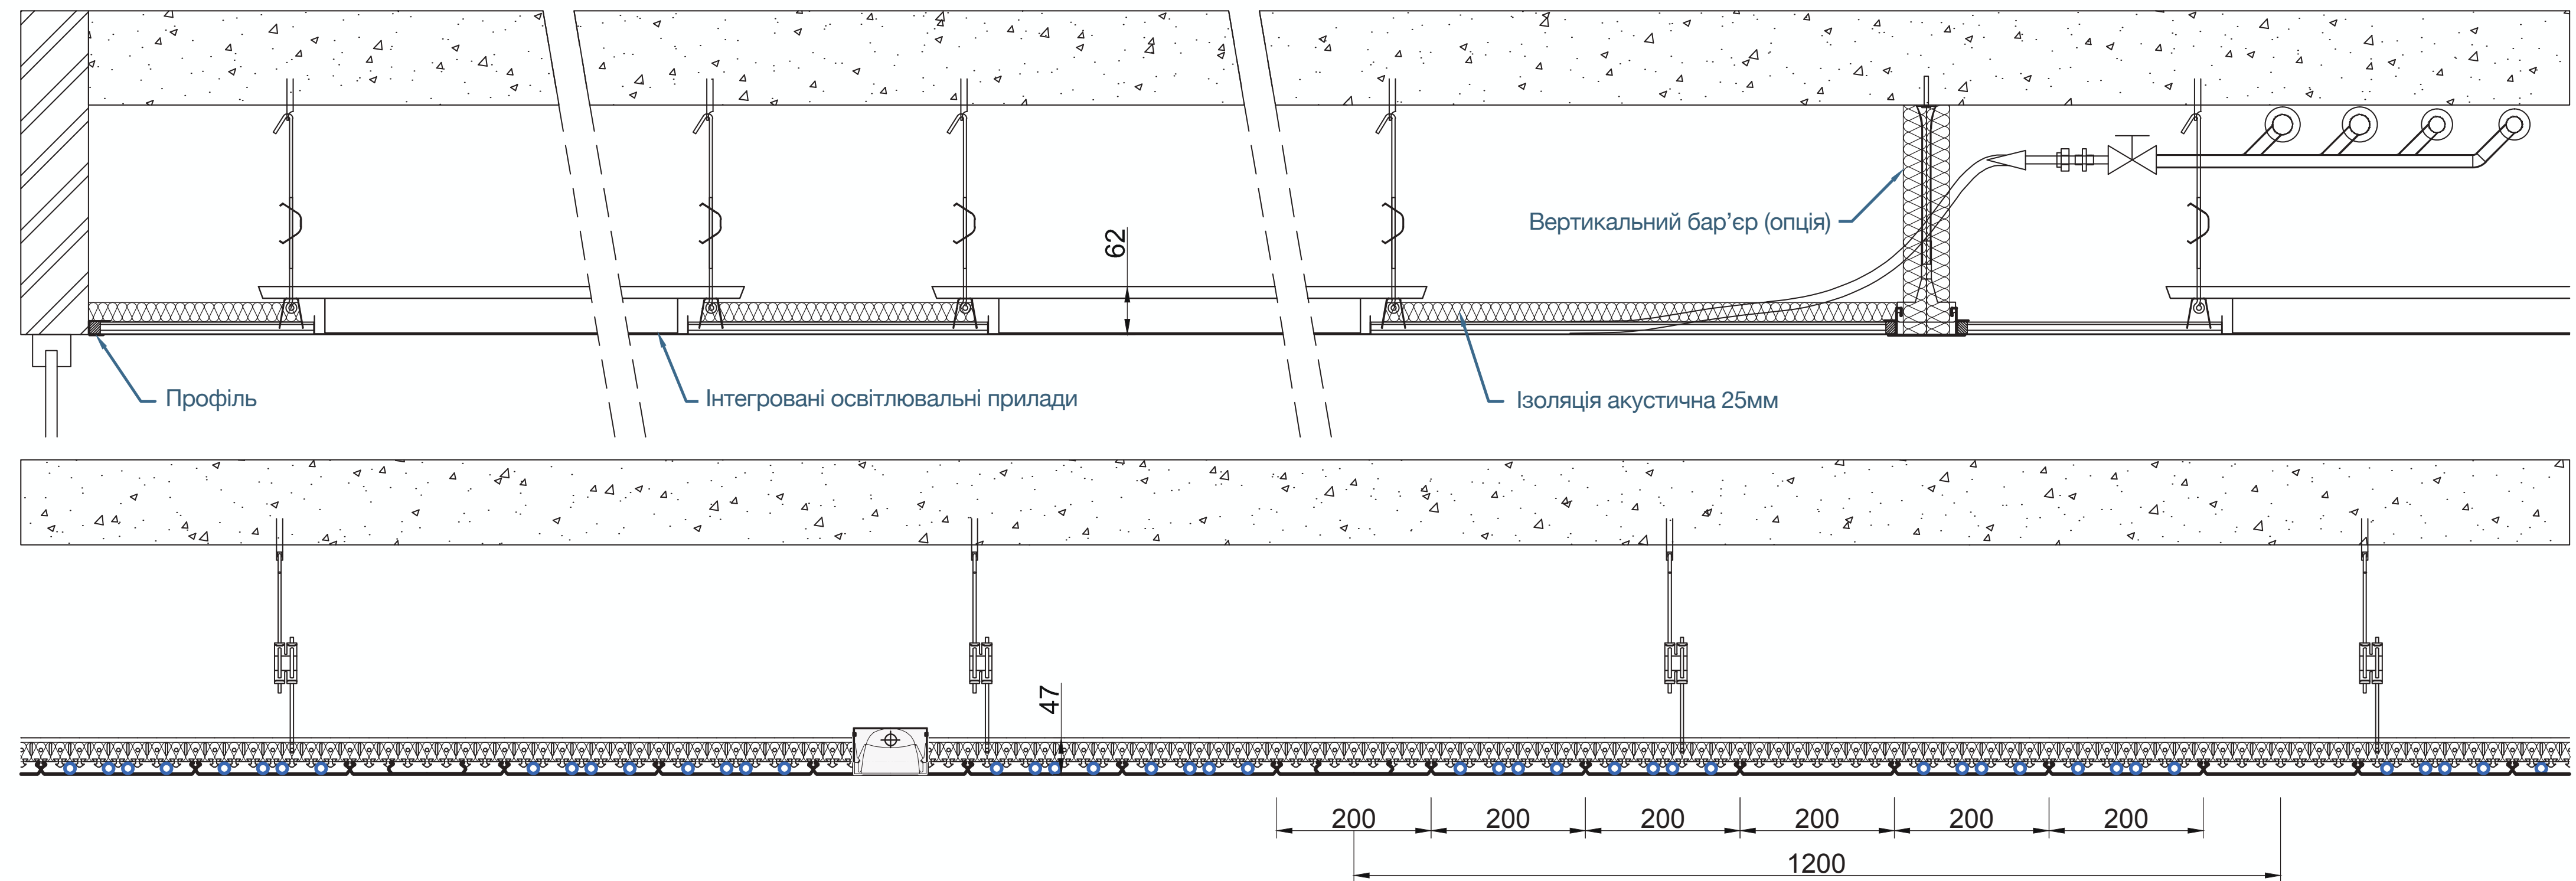 62
Вертикальний бар’єр (опція)
Профіль
Інтегровані освітлювальні прилади
Ізоляція акустична 25мм
47
200 200 200 200 200 200
1200